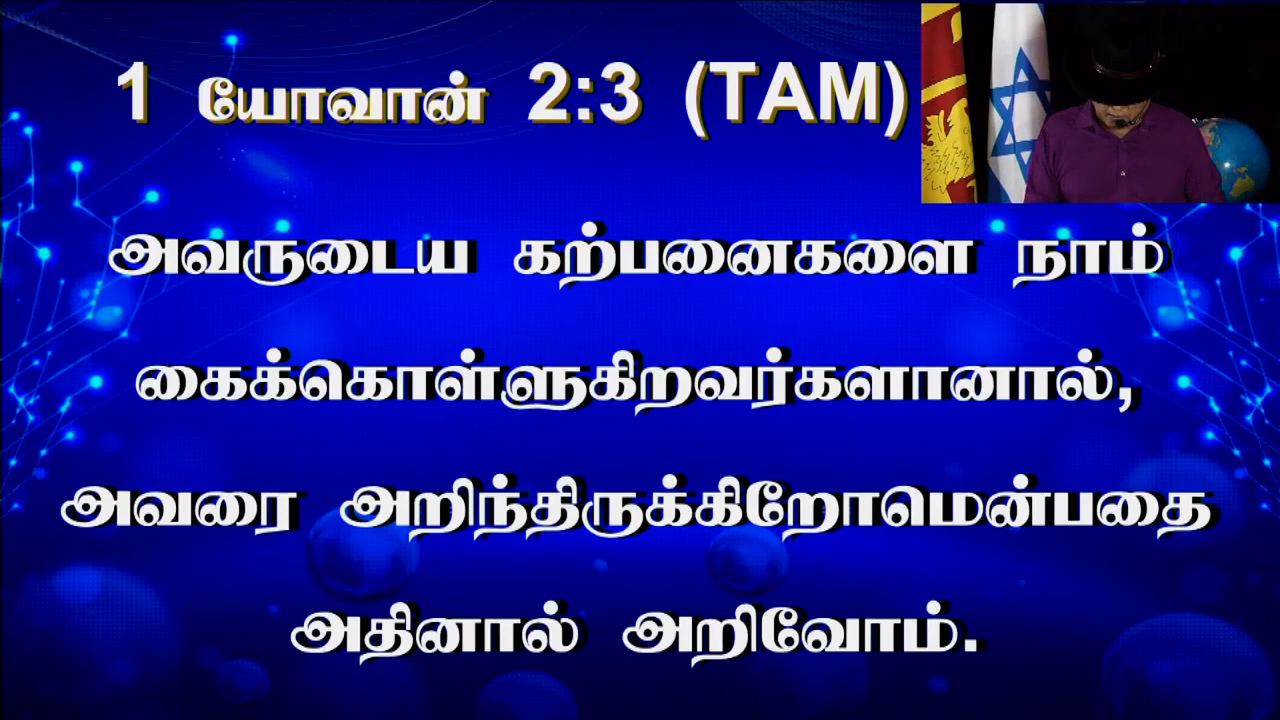 1 யோவான் 2:3 (TAM)
அவருடைய கற்பனைகளை நாம்
கைக்கொள்ளுகிறவர்களானால்,
அவரை அறிந்திருக்கிறோமென்பதை
அதினால் அறிவோம்.